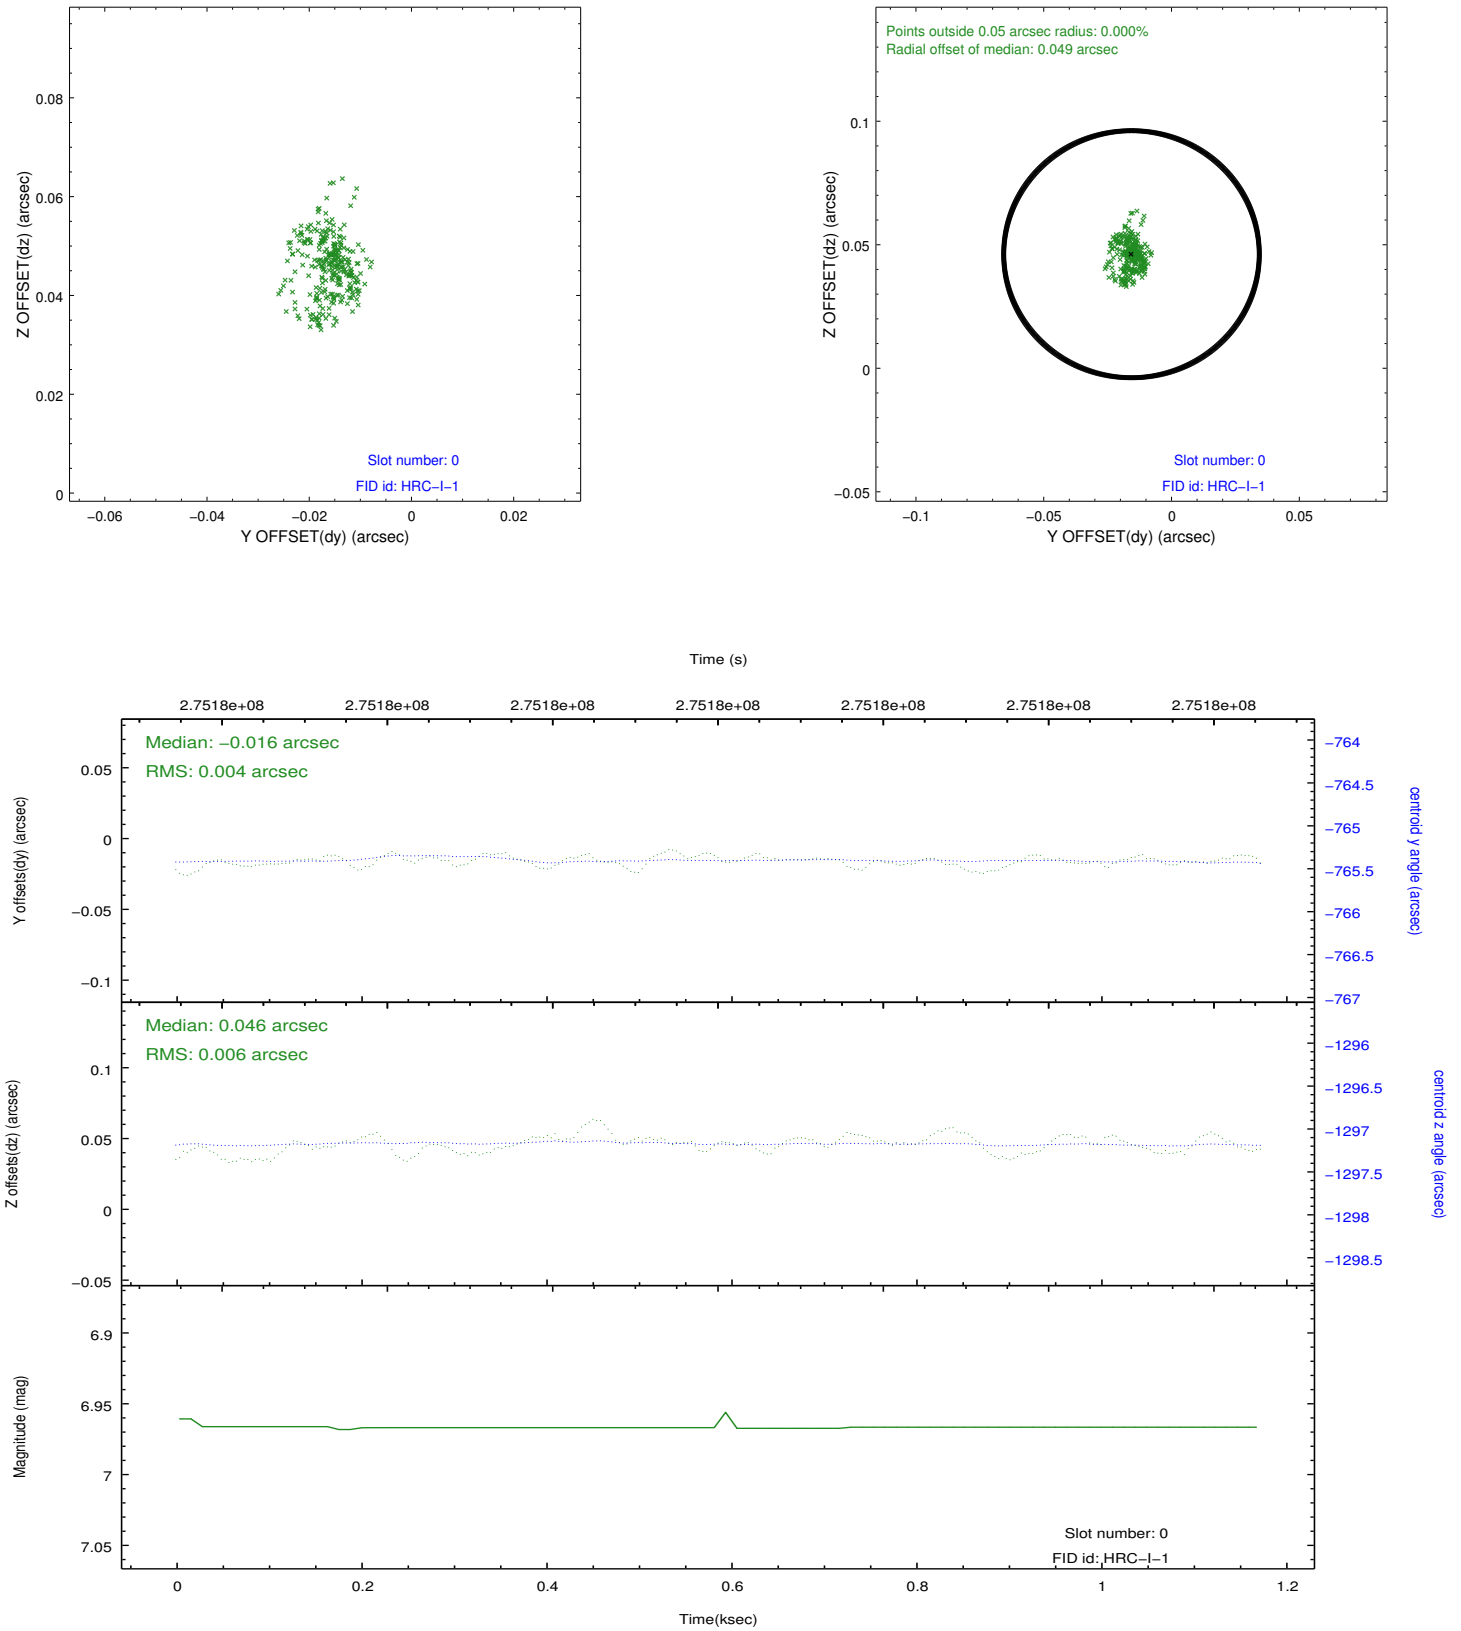 0.08
0.06
0.04
0.02
0
Z OFFSET(dz) (arcsec)
Slot number: 0
FID id: HRC−I−1
−0.06 −0.04 −0.02 0 0.02
Y OFFSET(dy) (arcsec)
Points outside 0.05 arcsec radius: 0.000%
Radial offset of median: 0.049 arcsec
0.1
0.05
0
−0.05
Z OFFSET(dz) (arcsec)
Slot number: 0
FID id: HRC−I−1
−0.1 −0.05 0 0.05
Y OFFSET(dy) (arcsec)
Time (s)
2.7518e+08 2.7518e+08 2.7518e+08 2.7518e+08 2.7518e+08 2.7518e+08 2.7518e+08
Median: −0.016 arcsec
RMS: 0.004 arcsec
0.05
0
−0.05
−0.1
Y offsets(dy) (arcsec)
−764
−764.5
−765
−765.5
−766
−766.5
−767
centroid y angle (arcsec)
Median: 0.046 arcsec
RMS: 0.006 arcsec
0.1
0.05
0
−0.05
Z offsets(dz) (arcsec)
−1296
−1296.5
−1297
−1297.5
−1298
−1298.5
centroid z angle (arcsec)
6.9
6.95
7
7.05
Magnitude (mag)
Slot number: 0
FID id: HRC−I−1
0 0.2 0.4 0.6 0.8 1 1.2
Time(ksec)